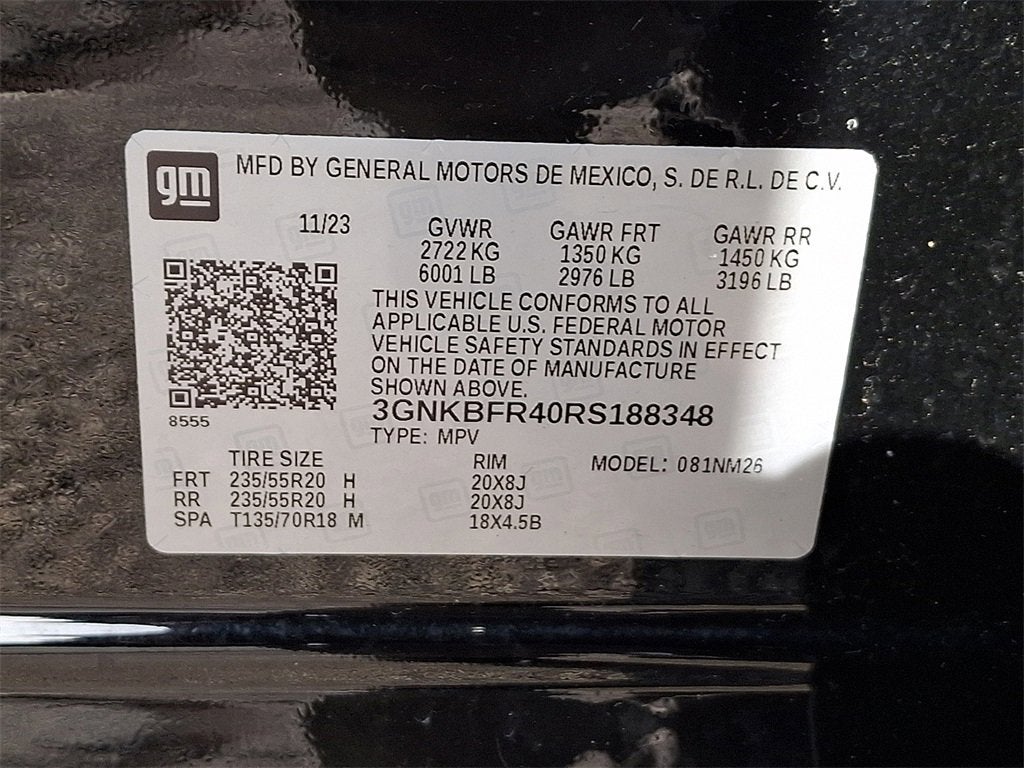 gm
MFD BY GENERAL MOTORS DE MEXICO, S. DE R.L. DE C.V.
11/23 GVWR GAWR FRT GAWR RR
2722 KG 1350 KG 1450 KG
6001 LB 2976 LB 3196 LB
THIS VEHICLE CONFORMS TO ALL
APPLICABLE U.S. FEDERAL MOTOR
VEHICLE SAFETY STANDARDS IN EFFECT
ON THE DATE OF MANUFACTURE
SHOWN ABOVE.
3GNKBFR40RS188348
8555
TYPE: MPV
TIRE SIZE RIM MODEL: 081NM26
FRT 235/55R20 H 20X8J
RR 235/55R20 H 20X8J
SPA T135/70R18 M 18X4.5B